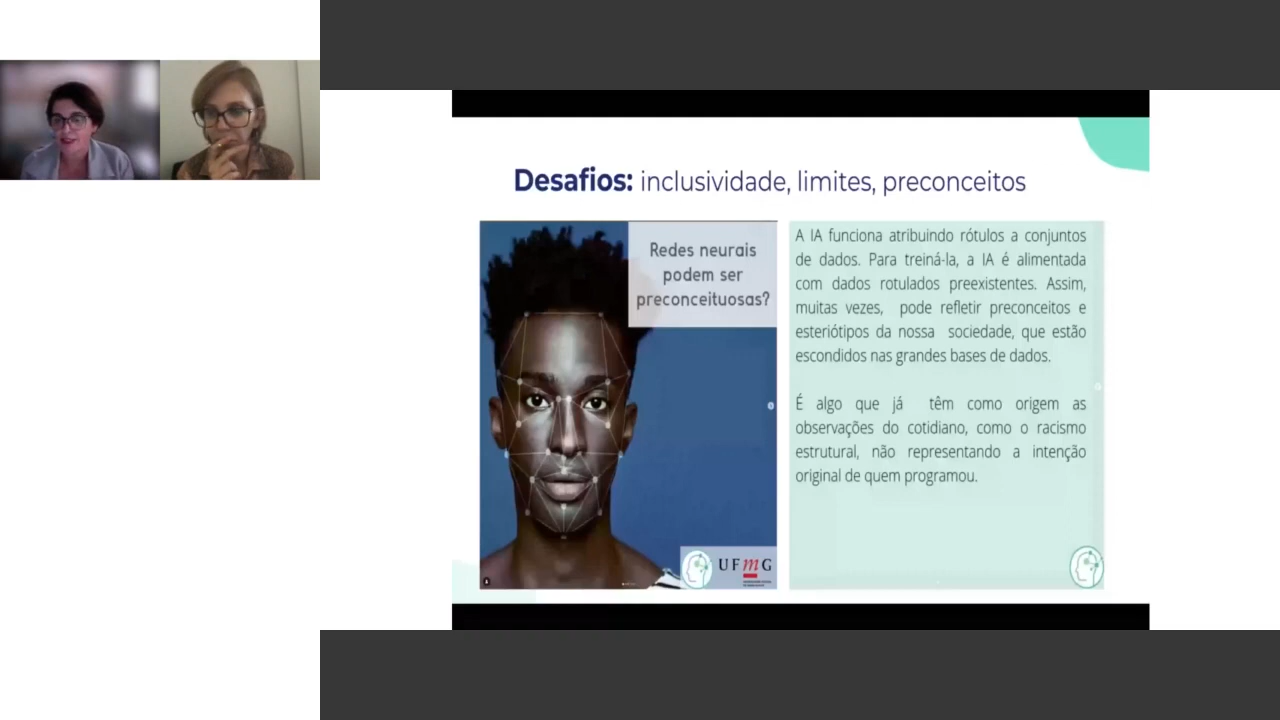 Desafios: inclusividade, limites, preconceitos
Redes neurais
podem ser
preconceituosas?
A IA funciona atribuindo rótulos a conjuntos
de dados. Para treiná-la, a IA é alimentada
com dados rotulados preexistentes. Assim,
muitas vezes, pode refletir preconceitos e
esteriótipos da nossa sociedade, que estão
escondidos nas grandes bases de dados.
É algo que já têm como origem as
observações do cotidiano, como o racismo
estrutural, não representando a intenção
original de quem programou.
UFmG